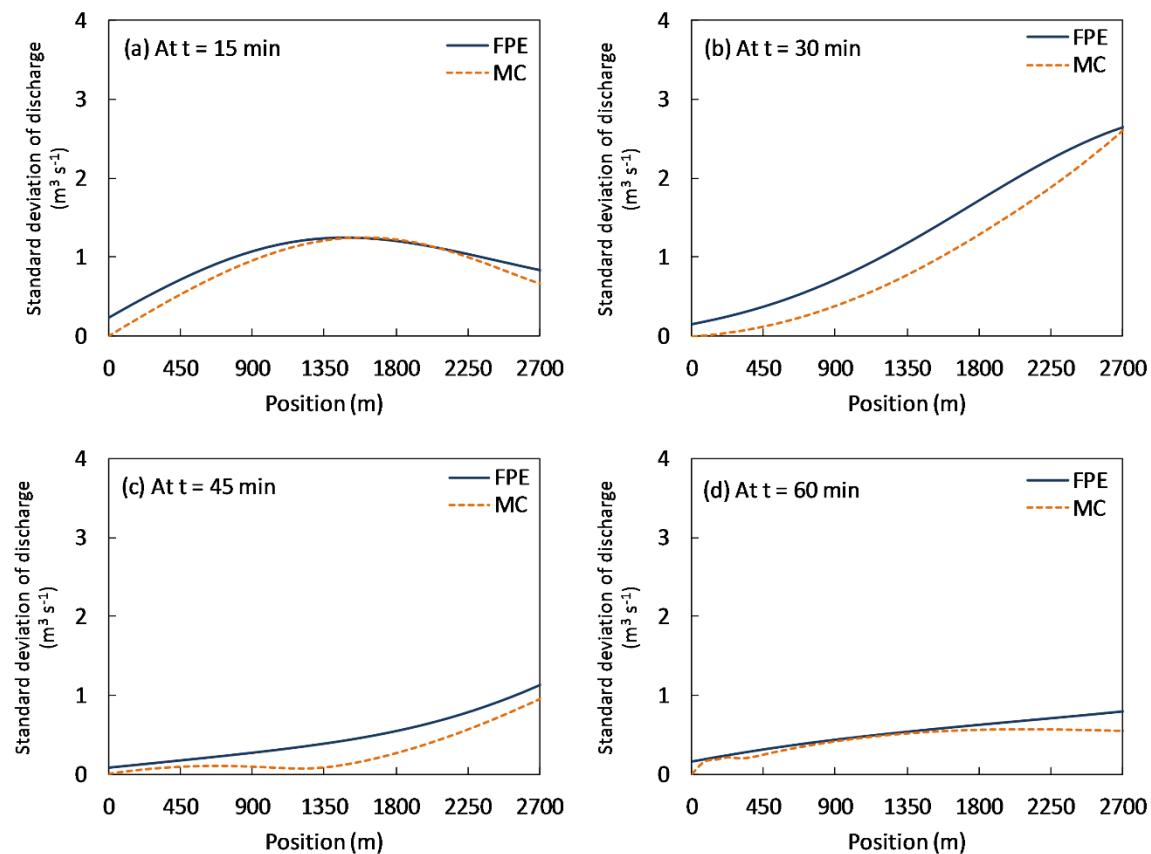 (a) At t = 15 min
FPE
MC
Standard deviation of discharge
(m³ s⁻¹)
4
3
2
1
0
0 450 900 1350 1800 2250 2700
Position (m)
(b) At t = 30 min
FPE
MC
Standard deviation of discharge
(m³ s⁻¹)
4
3
2
1
0
0 450 900 1350 1800 2250 2700
Position (m)
(c) At t = 45 min
FPE
MC
Standard deviation of discharge
(m³ s⁻¹)
4
3
2
1
0
0 450 900 1350 1800 2250 2700
Position (m)
(d) At t = 60 min
FPE
MC
Standard deviation of discharge
(m³ s⁻¹)
4
3
2
1
0
0 450 900 1350 1800 2250 2700
Position (m)